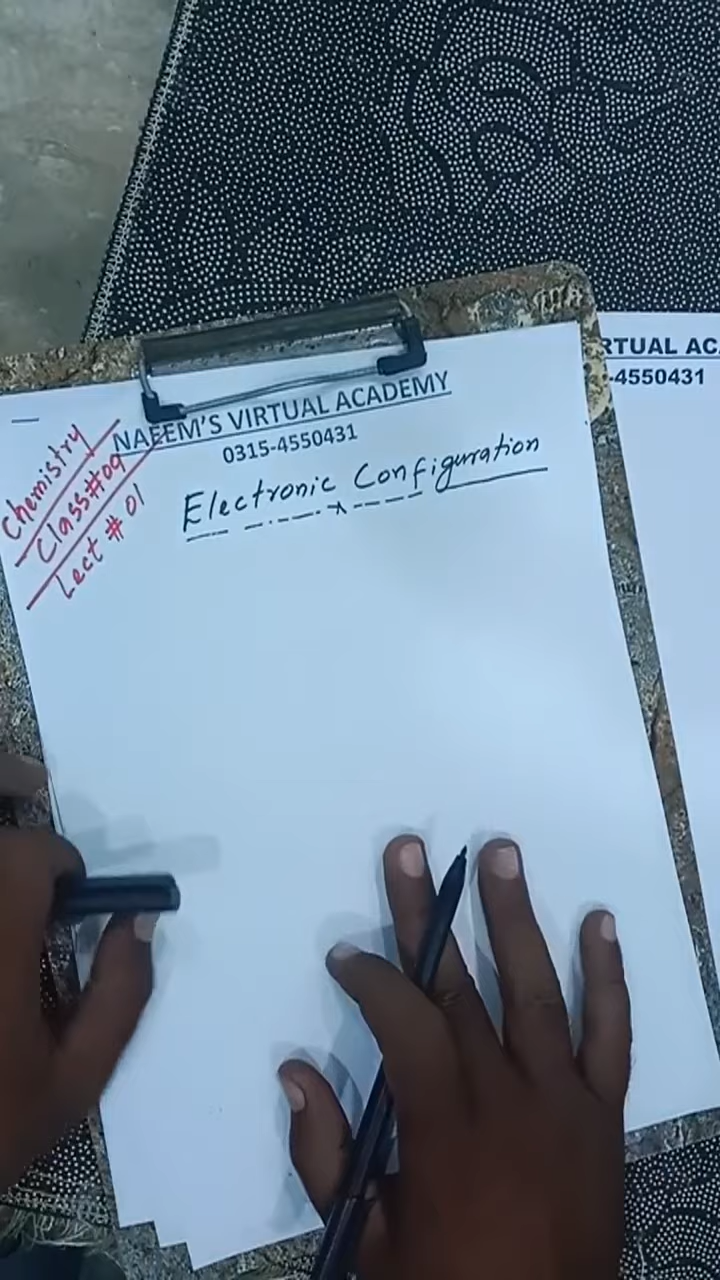 NAEEM'S VIRTUAL ACADEMY
0315-4550431
Chemistry
Class#09
Lect # 01
Electronic Configuration
RTUAL AC
-4550431